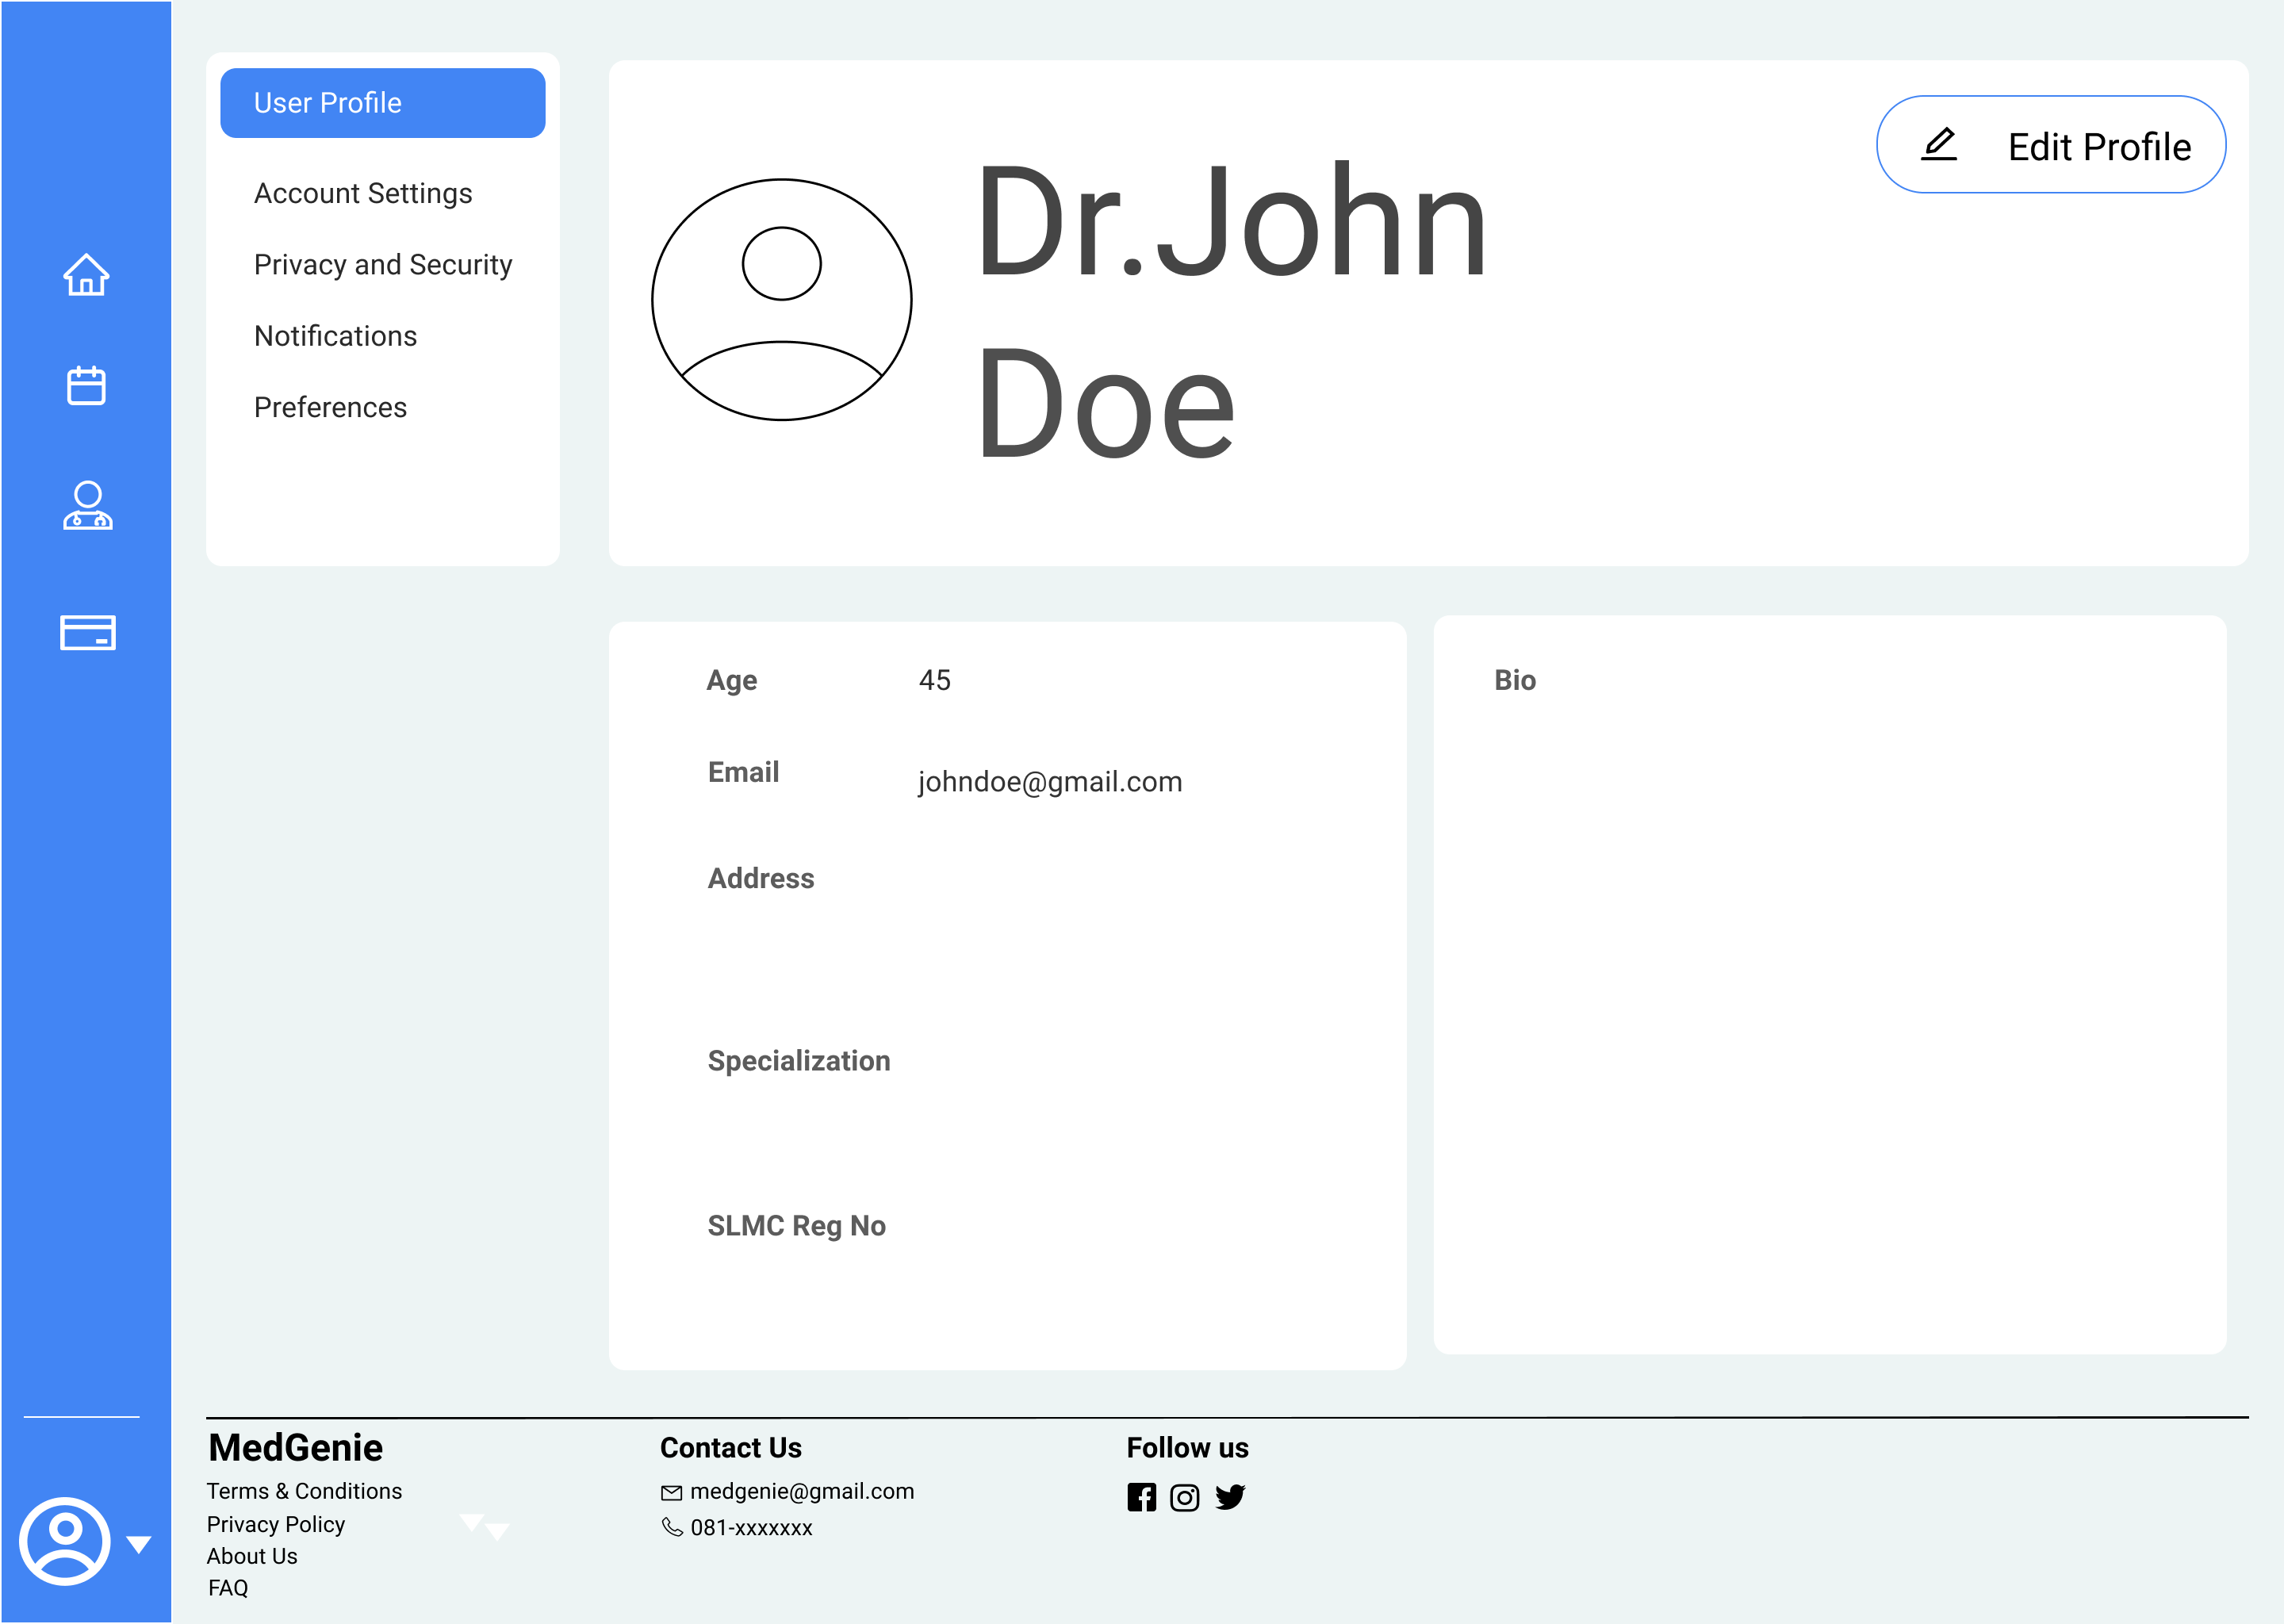 User Profile
Account Settings
Privacy and Security
Notifications
Preferences
Dr.John
Doe
Edit Profile
Age 45
Email johndoe@gmail.com
Address
Specialization
SLMC Reg No
Bio
MedGenie
Terms & Conditions
Privacy Policy
About Us
FAQ
Contact Us
medgenie@gmail.com
081-xxxxxxx
Follow us